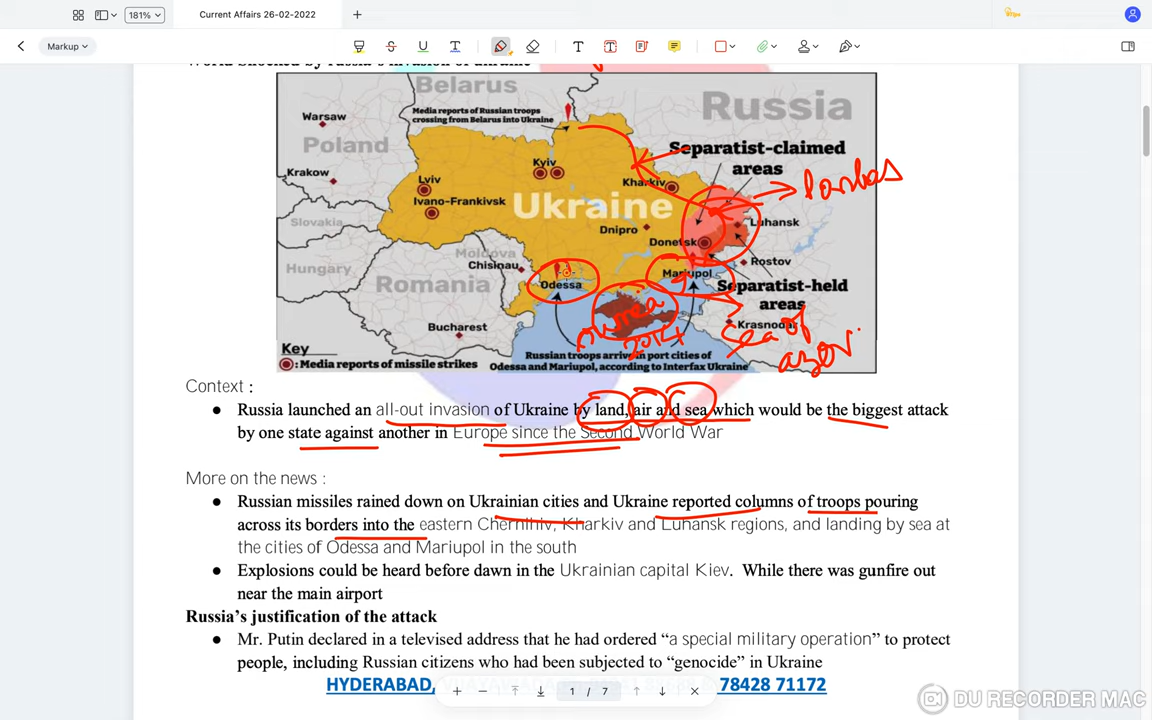 181%
Current Affairs 26-02-2022
Markup
World Shocked by russia's invasion of ukraine
Belarus
Media reports of Russian troops
crossing from Belarus into Ukraine
Russia
Warsaw
Poland
Separatist-claimed
areas
Kyiv
Krakow
Lviv
Kharkiv
Ivano-Frankivsk
Ukraine
Slovakia
Dnipro
Luhansk
Donetsk
Moldova
Chisinau
Rostov
Hungary
Romania
Odessa
Mariupol
Separatist-held
areas
2014
Krasnodar
Sea of
azov
Bucharest
Key
: Media reports of missile strikes
Russian troops arrive in port cities of
Odessa and Mariupol, according to Interfax Ukraine
Context :
● Russia launched an all-out invasion of Ukraine by land, air and sea which would be the biggest attack
by one state against another in Europe since the Second World War
More on the news :
● Russian missiles rained down on Ukrainian cities and Ukraine reported columns of troops pouring
across its borders into the eastern Chernihiv, Kharkiv and Luhansk regions, and landing by sea at
the cities of Odessa and Mariupol in the south
● Explosions could be heard before dawn in the Ukrainian capital Kiev. While there was gunfire out
near the main airport
Russia's justification of the attack
● Mr. Putin declared in a televised address that he had ordered “a special military operation” to protect
people, including Russian citizens who had been subjected to “genocide” in Ukraine
HYDERABAD, 78428 71172
1 / 7
DU RECORDER MAC